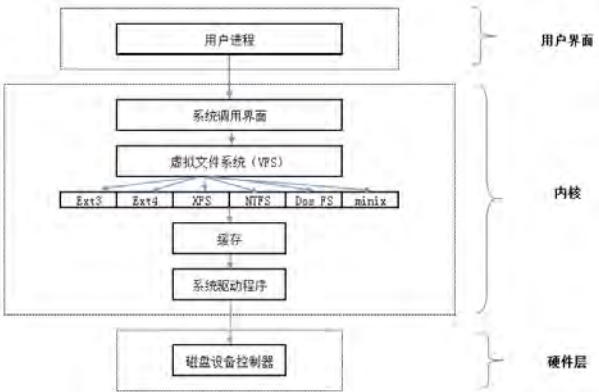 用户进程
用户界面
系统调用界面
虚拟文件系统（VFS）
Ext3 Ext4 XFS NTFS Dos FS minix
内核
缓存
系统驱动程序
磁盘设备控制器
硬件层